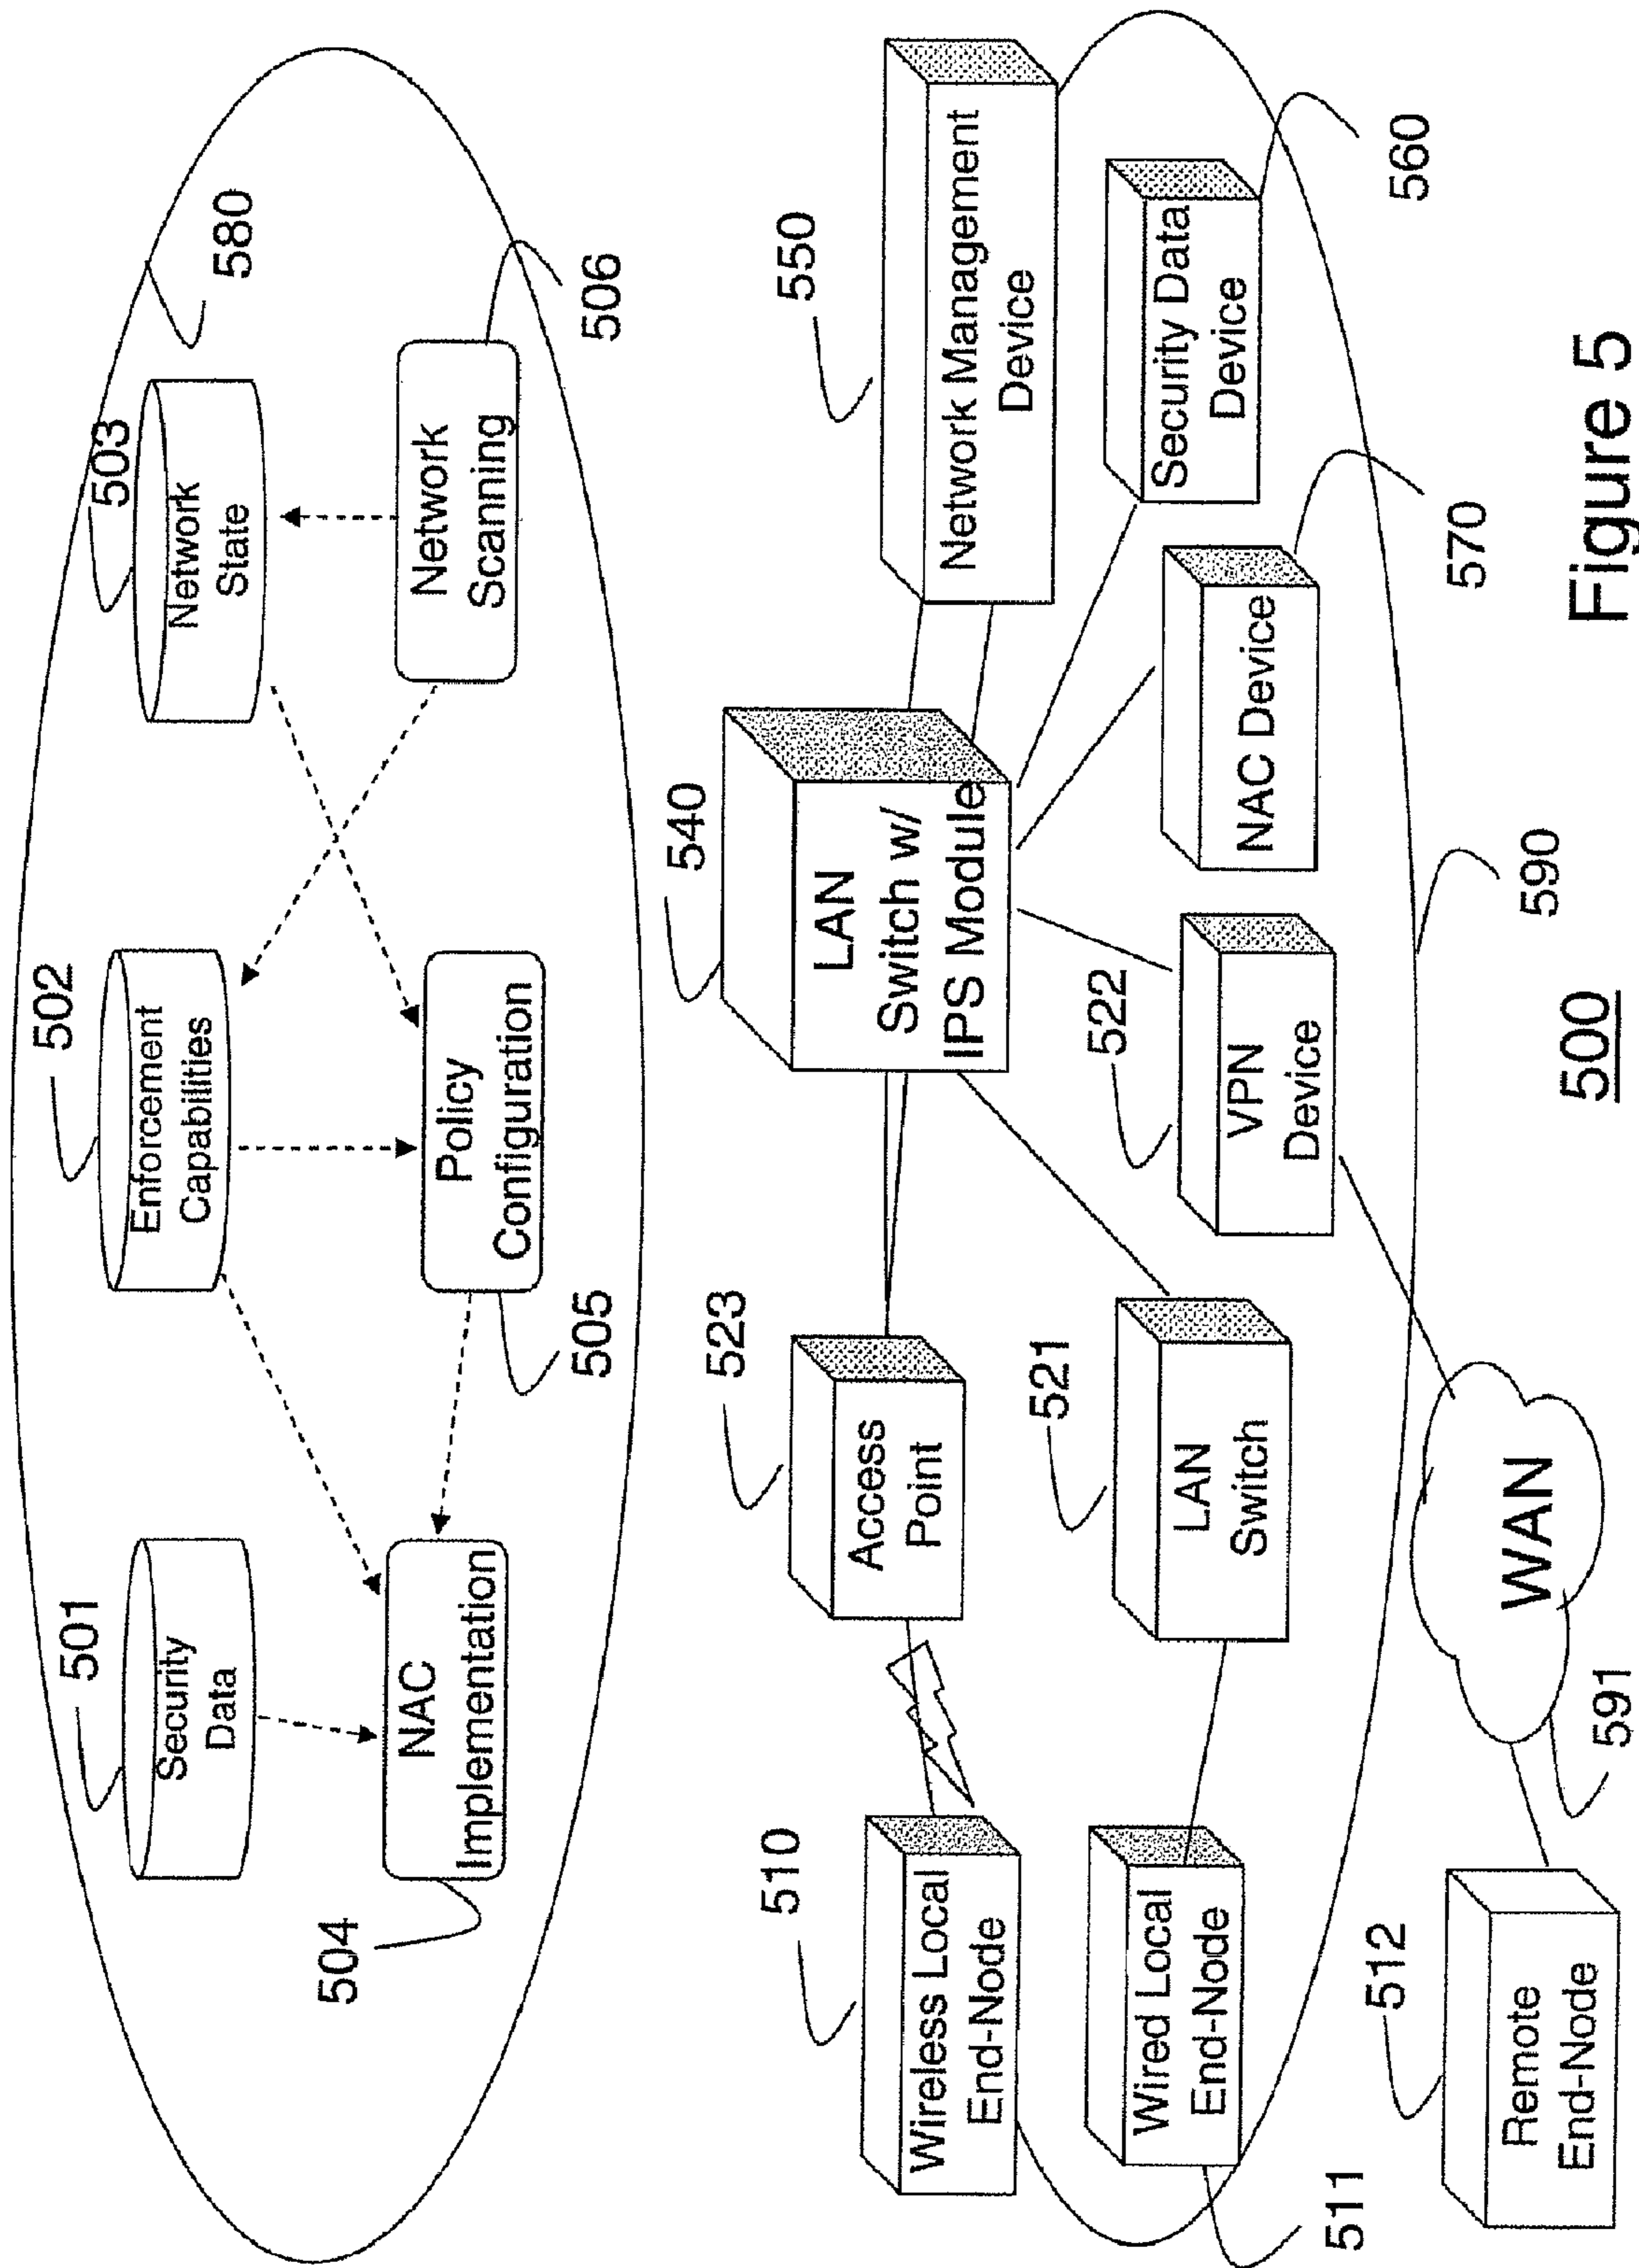 501
Security
Data
502
Enforcement
Capabilities
503
Network
State
580
NAC
Implementation
504
Policy
Configuration
505
Network
Scanning
506
540
LAN
Switch w/
IPS Module
550
Network Management
Device
510
Wireless Local
End-Node
523
Access
Point
Security Data
Device
560
511
Wired Local
End-Node
521
LAN
Switch
522
VPN
Device
NAC Device
570
512
Remote
End-Node
WAN
591
590
500
Figure 5